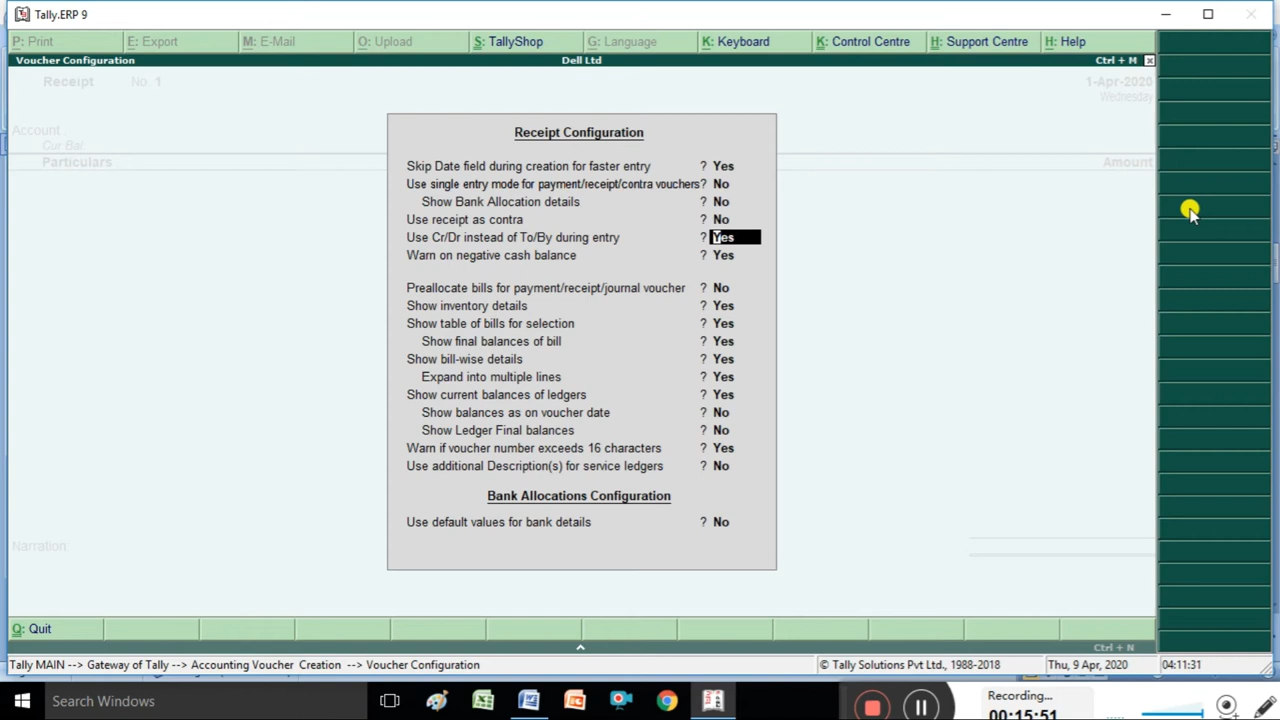 Tally.ERP 9
P: Print E: Export M: E-Mail O: Upload S: TallyShop G: Language K: Keyboard K: Control Centre H: Support Centre H: Help
Voucher Configuration Dell Ltd Ctrl + M
Receipt No. 1 1-Apr-2020
Wednesday
Account
Cur Bal
Particulars Amount
Receipt Configuration
Skip Date field during creation for faster entry ? Yes
Use single entry mode for payment/receipt/contra vouchers? No
Show Bank Allocation details ? No
Use receipt as contra ? No
Use Cr/Dr instead of To/By during entry ? Yes
Warn on negative cash balance ? Yes
Preallocate bills for payment/receipt/journal voucher ? No
Show inventory details ? Yes
Show table of bills for selection ? Yes
Show final balances of bill ? Yes
Show bill-wise details ? Yes
Expand into multiple lines ? Yes
Show current balances of ledgers ? Yes
Show balances as on voucher date ? No
Show Ledger Final balances ? No
Warn if voucher number exceeds 16 characters ? Yes
Use additional Description(s) for service ledgers ? No
Bank Allocations Configuration
Use default values for bank details ? No
Narration:
Q: Quit
Ctrl + N
Tally MAIN --> Gateway of Tally --> Accounting Voucher Creation --> Voucher Configuration © Tally Solutions Pvt Ltd., 1988-2018 Thu, 9 Apr, 2020 04:11:31
Search Windows
Recording...
00:15:51